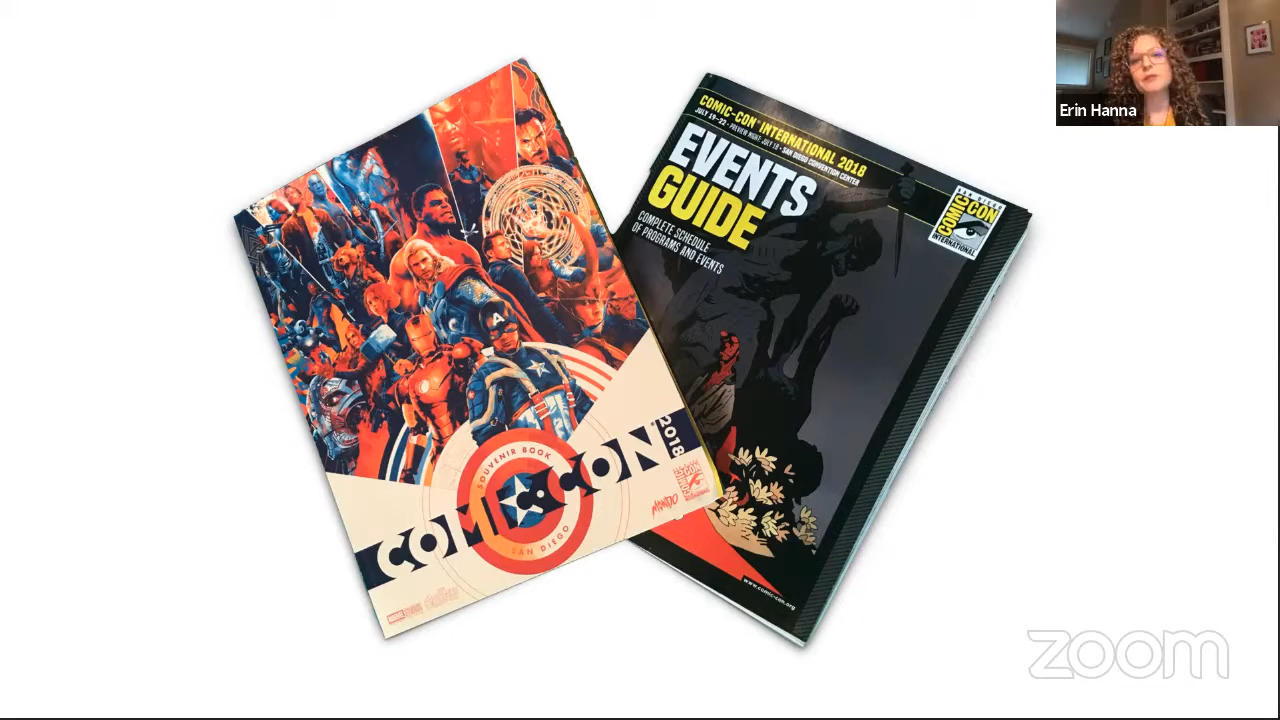 Erin Hanna
COMIC-CON
2018
SOUVENIR BOOK
SAN DIEGO
A
MONDO
COMIC-CON® INTERNATIONAL 2018
JULY 19–22 • PREVIEW NIGHT: JULY 18 • SAN DIEGO CONVENTION CENTER
EVENTS
GUIDE
COMPLETE SCHEDULE
OF PROGRAMS AND EVENTS
SAN DIEGO
COMIC CON
INTERNATIONAL
www.comic-con.org
zoom